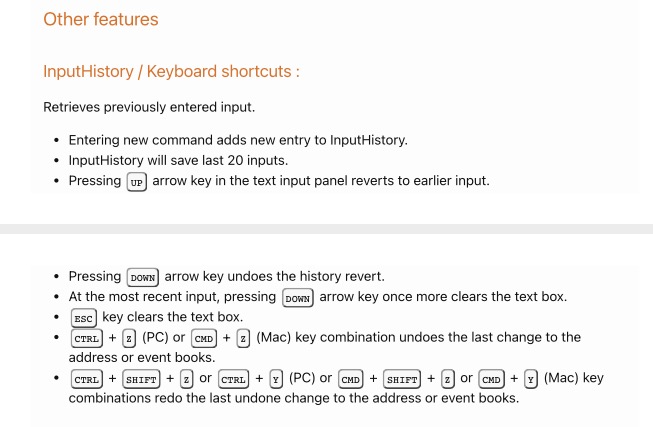 Other features
InputHistory / Keyboard shortcuts :
Retrieves previously entered input.
• Entering new command adds new entry to InputHistory.
• InputHistory will save last 20 inputs.
• Pressing UP arrow key in the text input panel reverts to earlier input.
• Pressing DOWN arrow key undoes the history revert.
• At the most recent input, pressing DOWN arrow key once more clears the text box.
• ESC key clears the text box.
• CTRL + Z (PC) or CMD + Z (Mac) key combination undoes the last change to the
address or event books.
• CTRL + SHIFT + Z or CTRL + Y (PC) or CMD + SHIFT + Z or CMD + Y (Mac) key
combinations redo the last undone change to the address or event books.